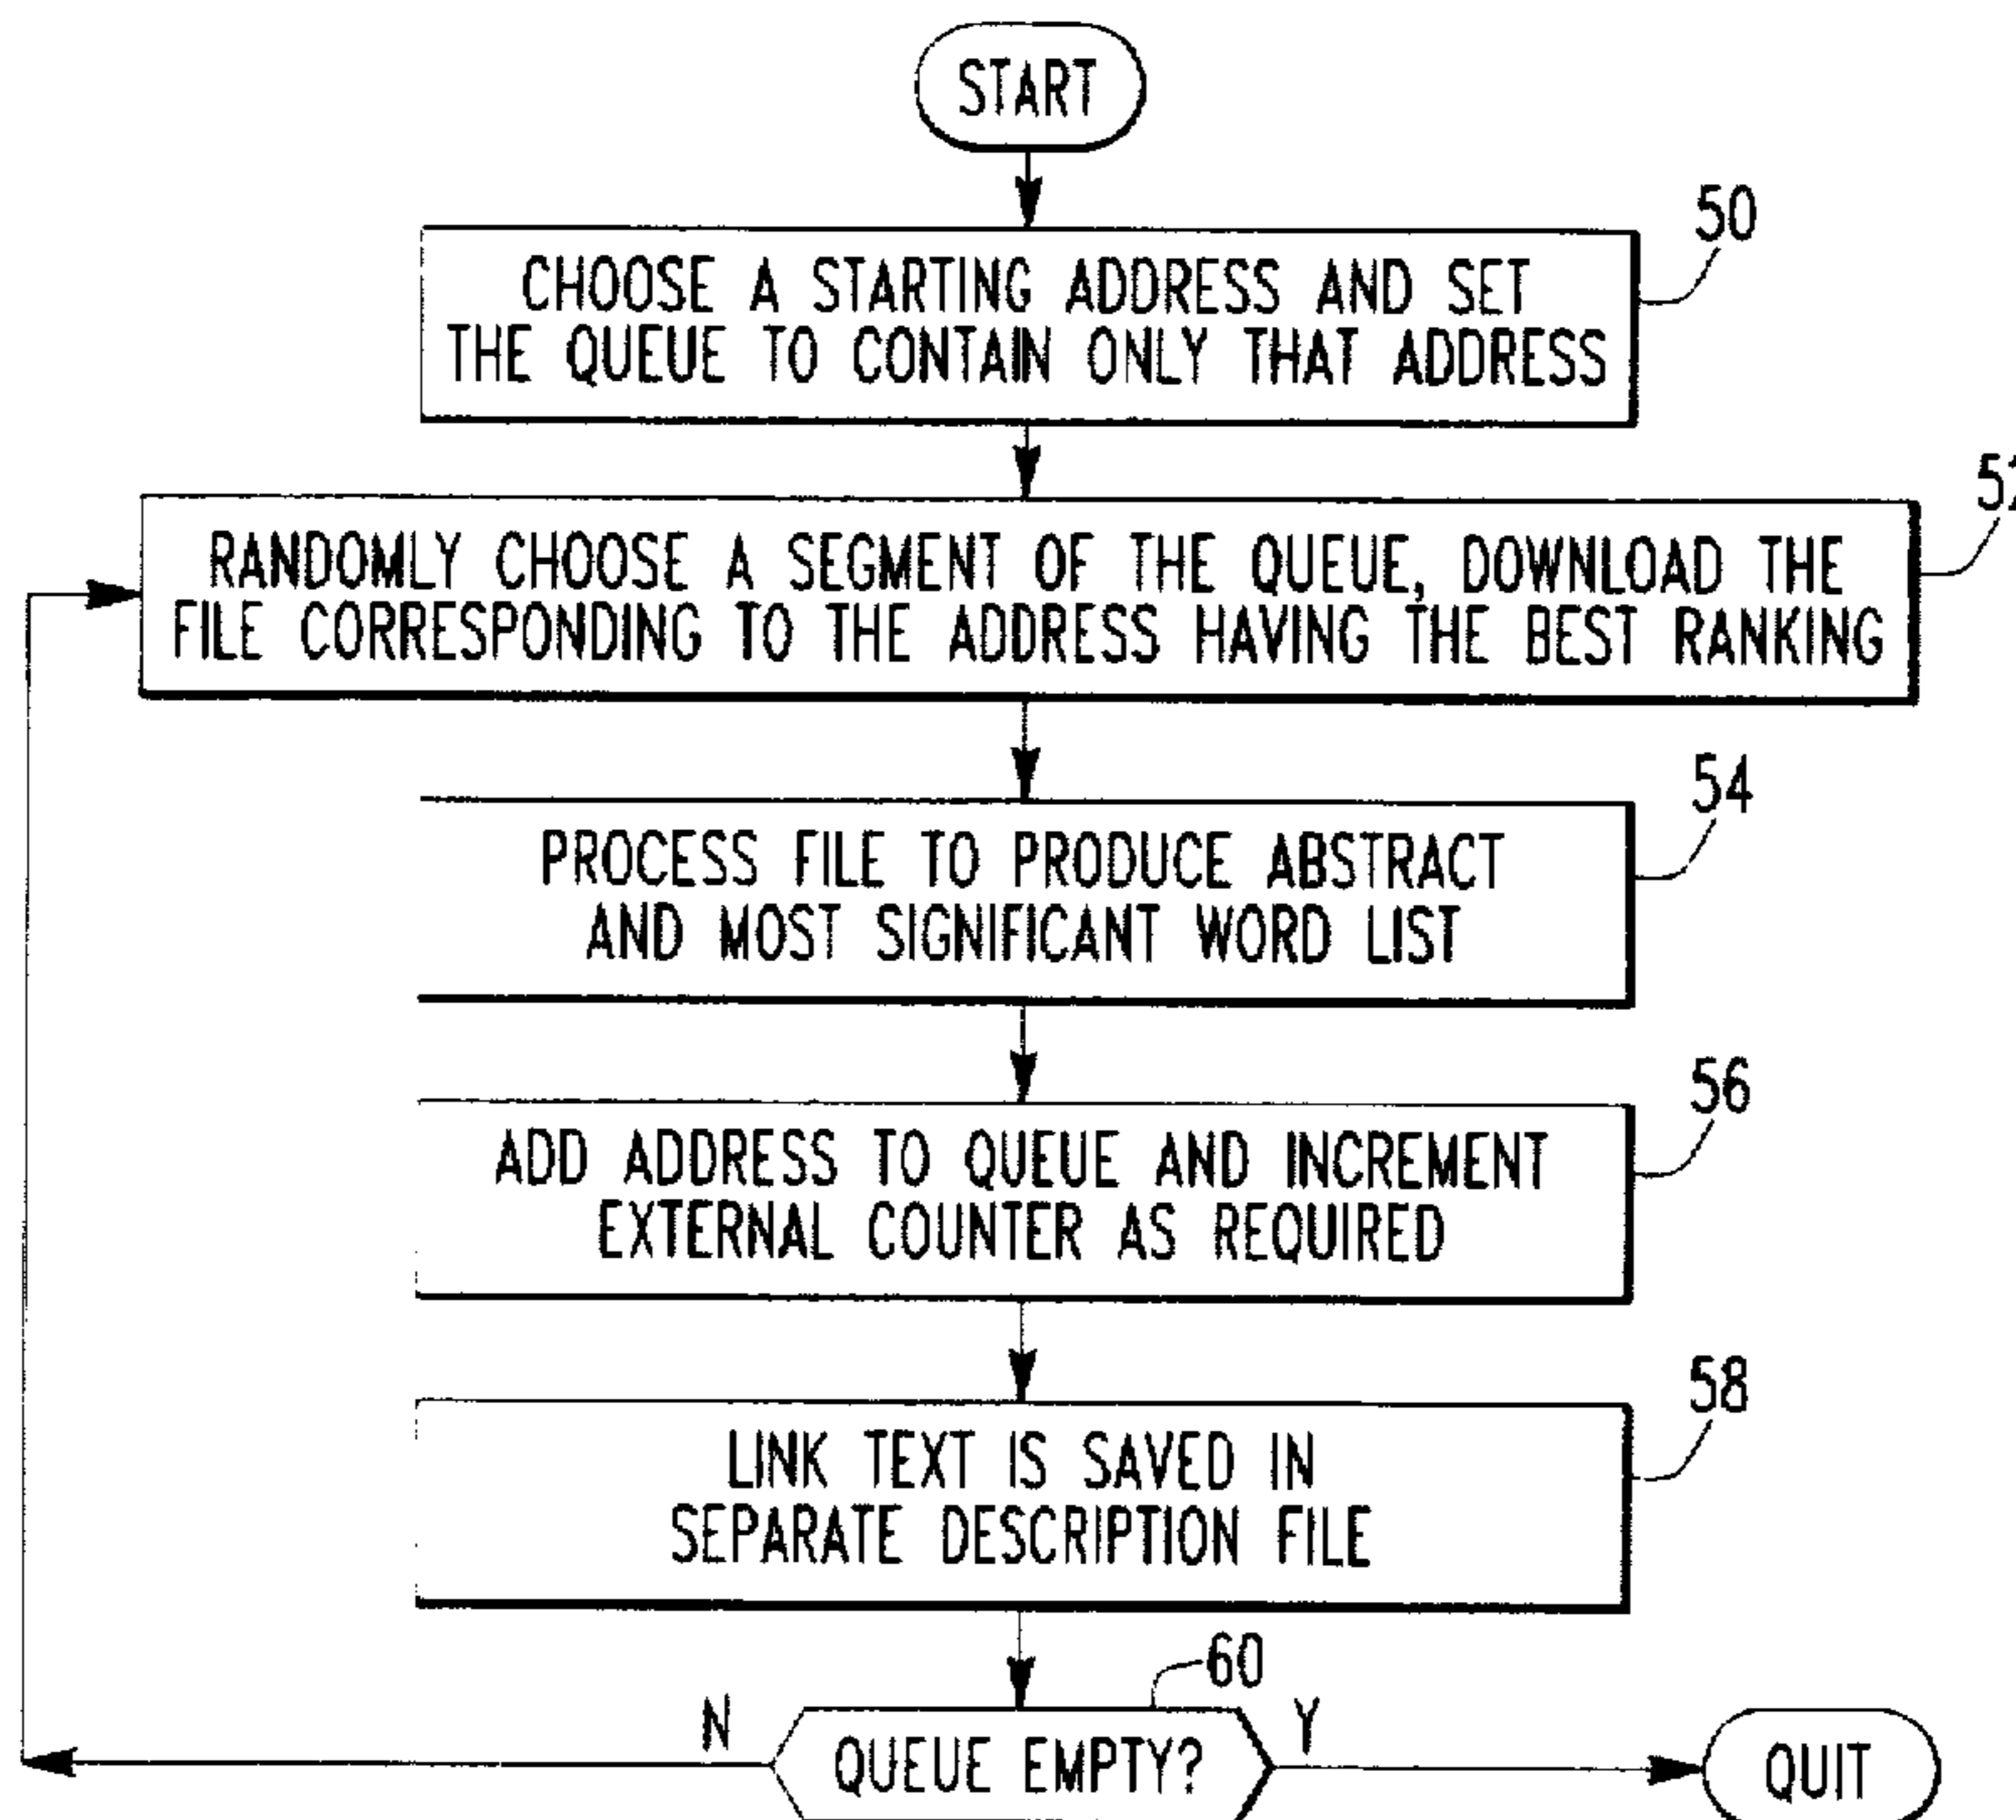 START
50
CHOOSE A STARTING ADDRESS AND SET
THE QUEUE TO CONTAIN ONLY THAT ADDRESS
RANDOMLY CHOOSE A SEGMENT OF THE QUEUE, DOWNLOAD THE
FILE CORRESPONDING TO THE ADDRESS HAVING THE BEST RANKING
54
PROCESS FILE TO PRODUCE ABSTRACT
AND MOST SIGNIFICANT WORD LIST
56
ADD ADDRESS TO QUEUE AND INCREMENT
EXTERNAL COUNTER AS REQUIRED
58
LINK TEXT IS SAVED IN
SEPARATE DESCRIPTION FILE
60
N
QUEUE EMPTY?
Y
QUIT